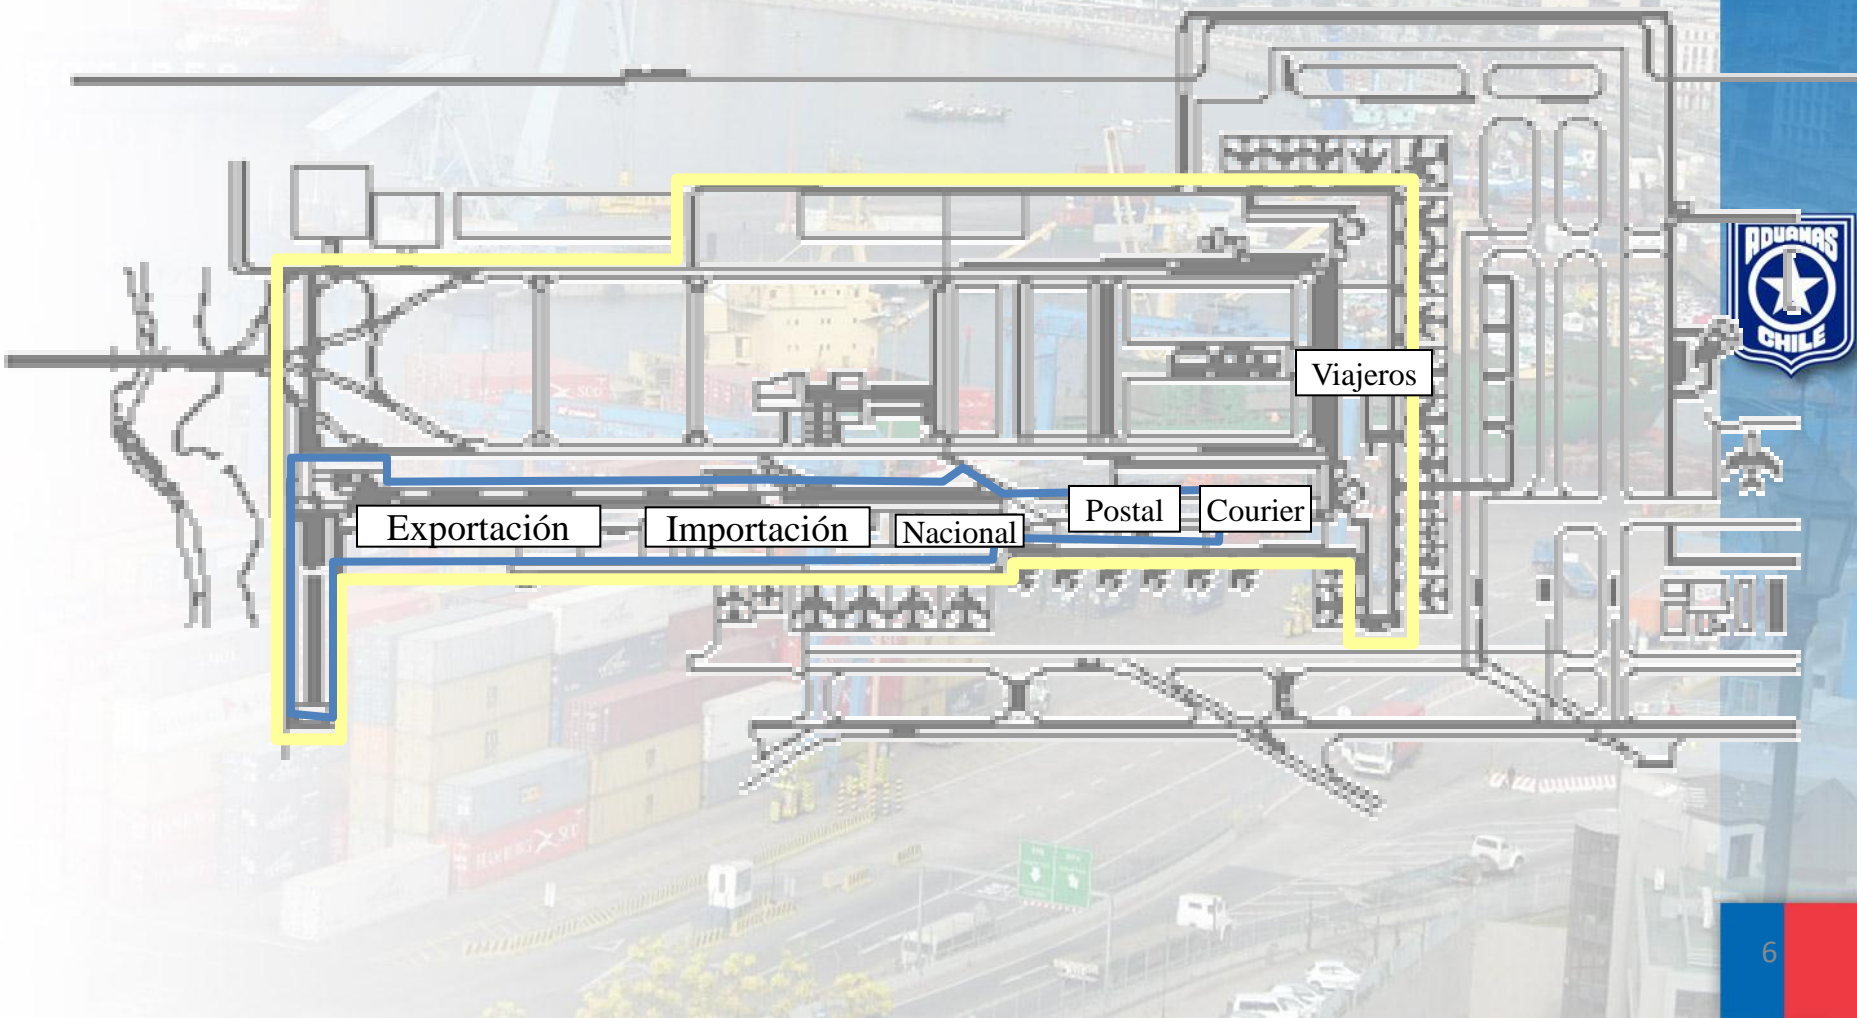 ADUANAS
CHILE
Viajeros
Exportación
Importación
Nacional
Postal
Courier
6